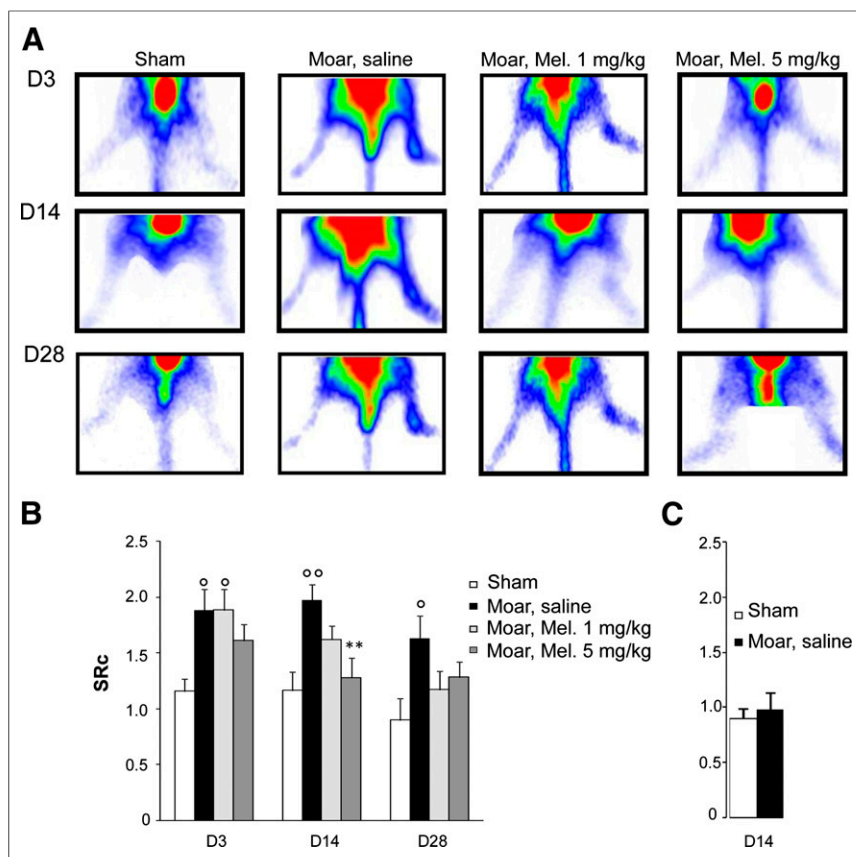 A
Sham
Moar, saline
Moar, Mel. 1 mg/kg
Moar, Mel. 5 mg/kg
D3
D14
D28
B
2.5
2.0
1.5
1.0
0.5
0
SRc
° °
° °
**
°
D3
D14
D28
Sham
Moar, saline
Moar, Mel. 1 mg/kg
Moar, Mel. 5 mg/kg
C
2.5
2.0
1.5
1.0
0.5
0
Sham
Moar, saline
D14